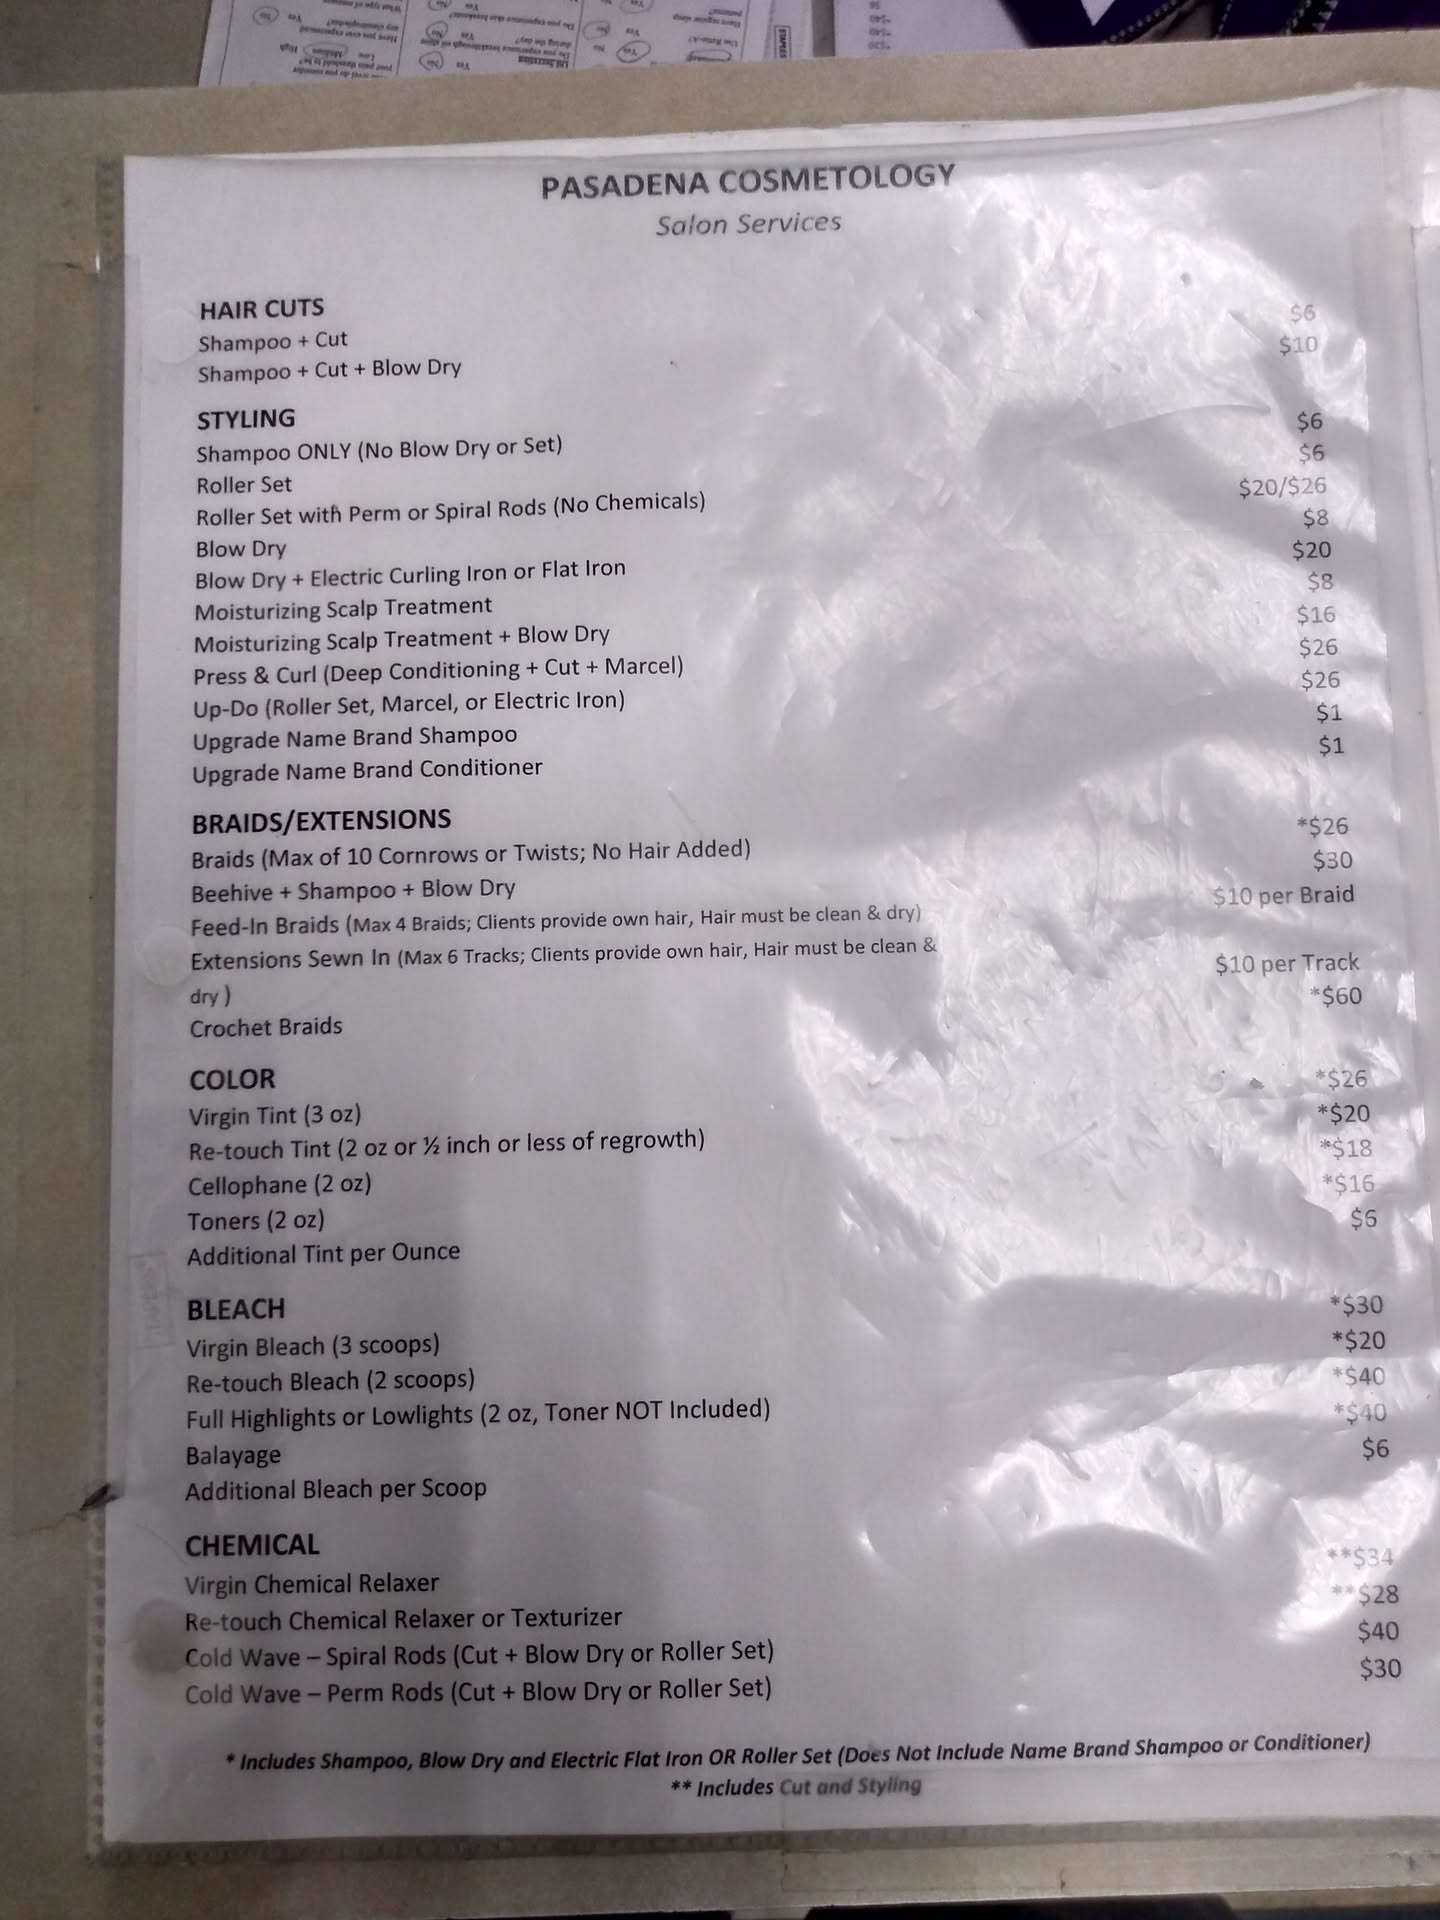 PASADENA COSMETOLOGY
Salon Services
HAIR CUTS
Shampoo + Cut $6
Shampoo + Cut + Blow Dry $10
STYLING
Shampoo ONLY (No Blow Dry or Set) $6
Roller Set $6
Roller Set with Perm or Spiral Rods (No Chemicals) $20/$26
Blow Dry $8
Blow Dry + Electric Curling Iron or Flat Iron $20
Moisturizing Scalp Treatment $8
Moisturizing Scalp Treatment + Blow Dry $16
Press & Curl (Deep Conditioning + Cut + Marcel) $26
Up-Do (Roller Set, Marcel, or Electric Iron) $26
Upgrade Name Brand Shampoo $1
Upgrade Name Brand Conditioner $1
BRAIDS/EXTENSIONS
Braids (Max of 10 Cornrows or Twists; No Hair Added) *$26
Beehive + Shampoo + Blow Dry $30
Feed-In Braids (Max 4 Braids; Clients provide own hair, Hair must be clean & dry) $10 per Braid
Extensions Sewn In (Max 6 Tracks; Clients provide own hair, Hair must be clean &
dry ) $10 per Track
Crochet Braids *$60
COLOR
Virgin Tint (3 oz) *$26
Re-touch Tint (2 oz or ½ inch or less of regrowth) *$20
Cellophane (2 oz) *$18
Toners (2 oz) *$16
Additional Tint per Ounce $6
BLEACH
Virgin Bleach (3 scoops) *$30
Re-touch Bleach (2 scoops) *$20
Full Highlights or Lowlights (2 oz, Toner NOT Included) *$40
Balayage *$40
Additional Bleach per Scoop $6
CHEMICAL
Virgin Chemical Relaxer **$34
Re-touch Chemical Relaxer or Texturizer **$28
Cold Wave – Spiral Rods (Cut + Blow Dry or Roller Set) $40
Cold Wave – Perm Rods (Cut + Blow Dry or Roller Set) $30
* Includes Shampoo, Blow Dry and Electric Flat Iron OR Roller Set (Does Not Include Name Brand Shampoo or Conditioner)
** Includes Cut and Styling